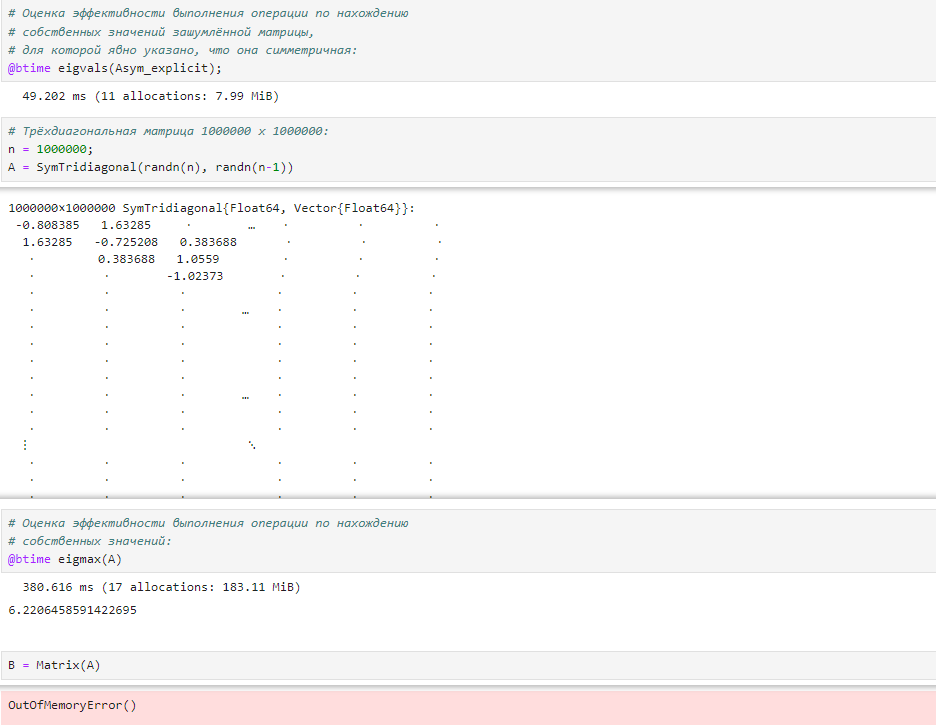 # Оценка эффективности выполнения операции по нахождению
# собственных значений зашумлённой матрицы,
# для которой явно указано, что она симметричная:
@btime eigvals(Asym_explicit);
49.202 ms (11 allocations: 7.99 MiB)
# Трёхдиагональная матрица 1000000 x 1000000:
n = 1000000;
A = SymTridiagonal(randn(n), randn(n-1))
1000000×1000000 SymTridiagonal{Float64, Vector{Float64}}:
-0.808385 1.63285 ⋅ … ⋅ ⋅ ⋅
1.63285 -0.725208 0.383688 ⋅ ⋅ ⋅
⋅ 0.383688 1.0559 ⋅ ⋅ ⋅
⋅ ⋅ -1.02373 ⋅ ⋅ ⋅
⋅ ⋅ ⋅ ⋅ ⋅ ⋅
⋅ ⋅ ⋅ … ⋅ ⋅ ⋅
⋅ ⋅ ⋅ ⋅ ⋅ ⋅
⋅ ⋅ ⋅ ⋅ ⋅ ⋅
⋅ ⋅ ⋅ ⋅ ⋅ ⋅
⋅ ⋅ ⋅ ⋅ ⋅ ⋅
⋅ ⋅ ⋅ … ⋅ ⋅ ⋅
⋅ ⋅ ⋅ ⋅ ⋅ ⋅
⋅ ⋅ ⋅ ⋅ ⋅ ⋅
⋮ ⋱
⋅ ⋅ ⋅ ⋅ ⋅ ⋅
⋅ ⋅ ⋅ ⋅ ⋅ ⋅
⋅ ⋅ ⋅ ⋅ ⋅ ⋅
# Оценка эффективности выполнения операции по нахождению
# собственных значений:
@btime eigmax(A)
380.616 ms (17 allocations: 183.11 MiB)
6.2206458591422695
B = Matrix(A)
OutOfMemoryError()